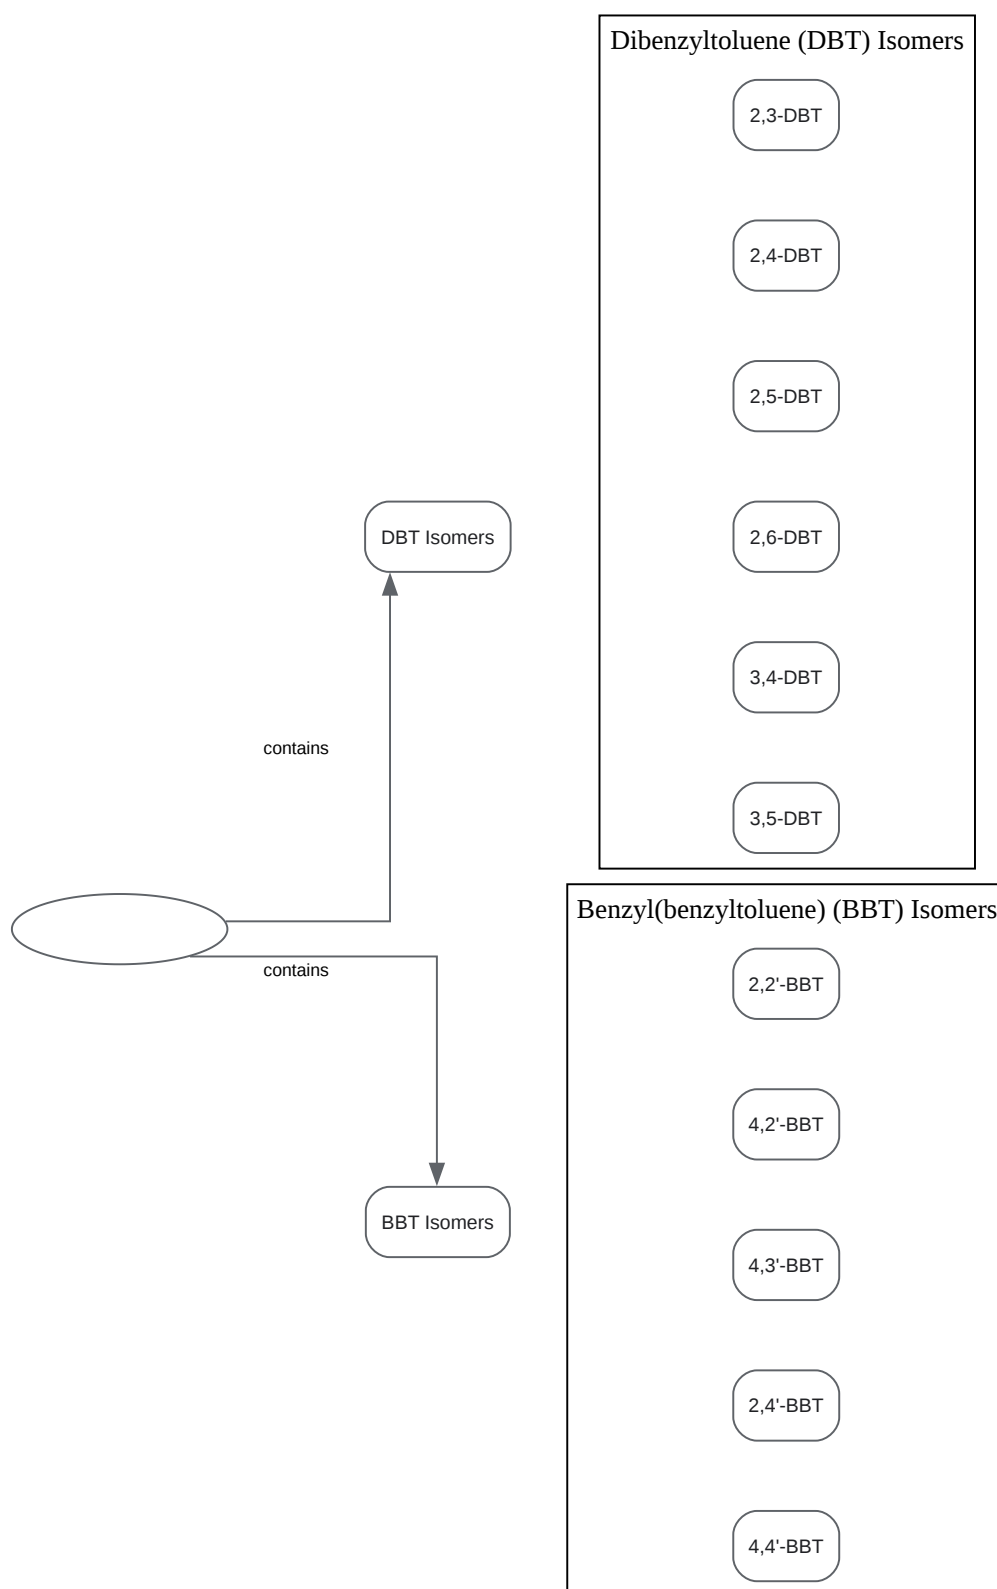 Dibenzyltoluene (DBT) Isomers
2,3-DBT
2,4-DBT
2,5-DBT
2,6-DBT
3,4-DBT
3,5-DBT
DBT Isomers
contains
contains
BBT Isomers
Benzyl(benzyltoluene) (BBT) Isomers
2,2'-BBT
4,2'-BBT
4,3'-BBT
2,4'-BBT
4,4'-BBT